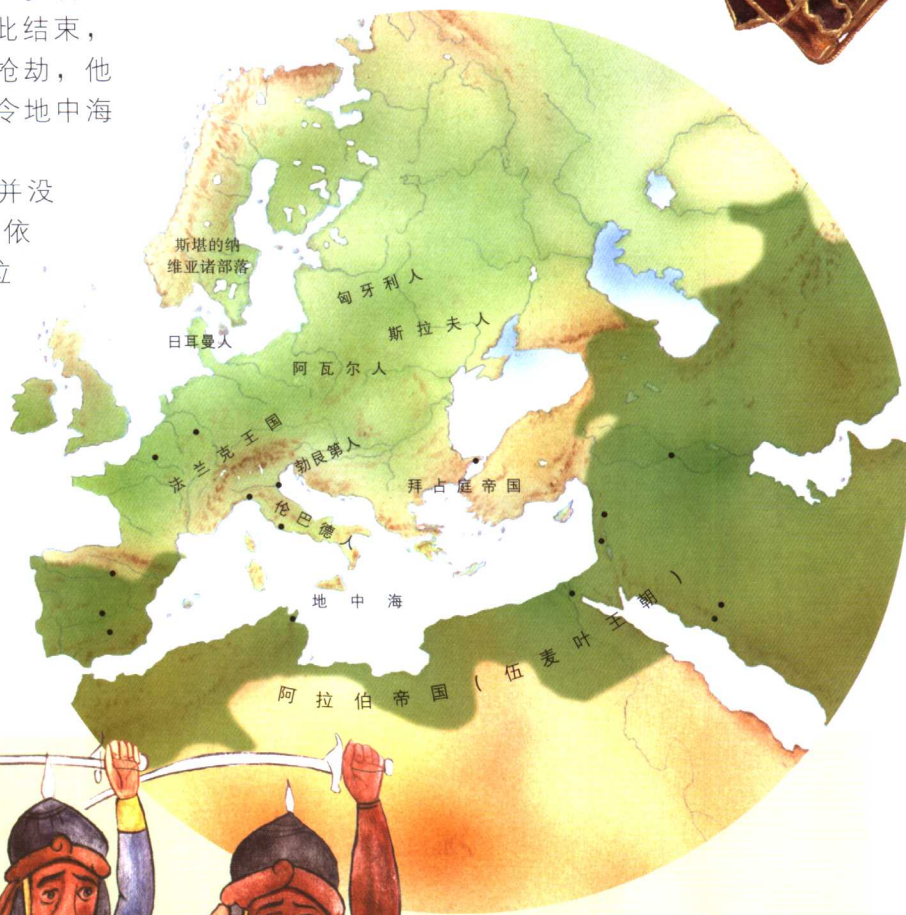 此结束，
抢劫，他
令地中海
并没
依
斯堪的纳
维亚诸部落
匈牙利人
斯拉夫人
日耳曼人
阿瓦尔人
法兰克王国
勃艮第人
拜占庭帝国
伦巴德人
地中海
阿拉伯帝国（伍麦叶王朝）